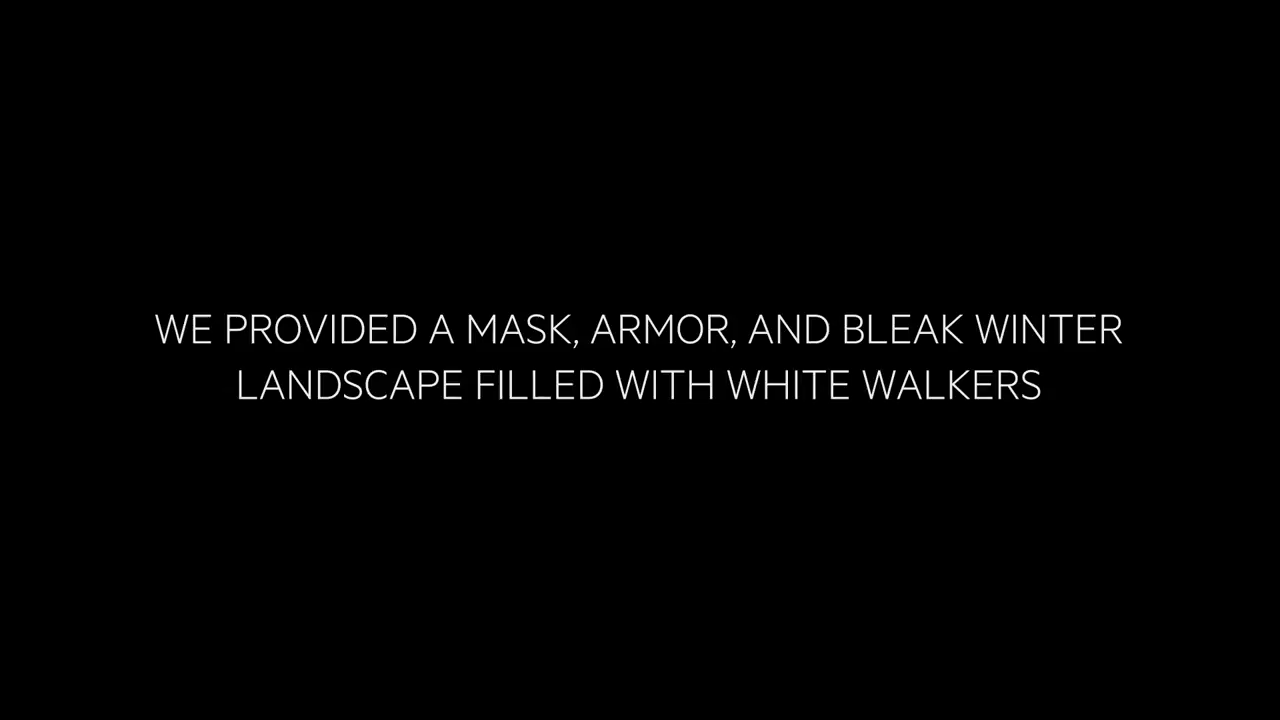 WE PROVIDED A MASK, ARMOR, AND BLEAK WINTER
LANDSCAPE FILLED WITH WHITE WALKERS